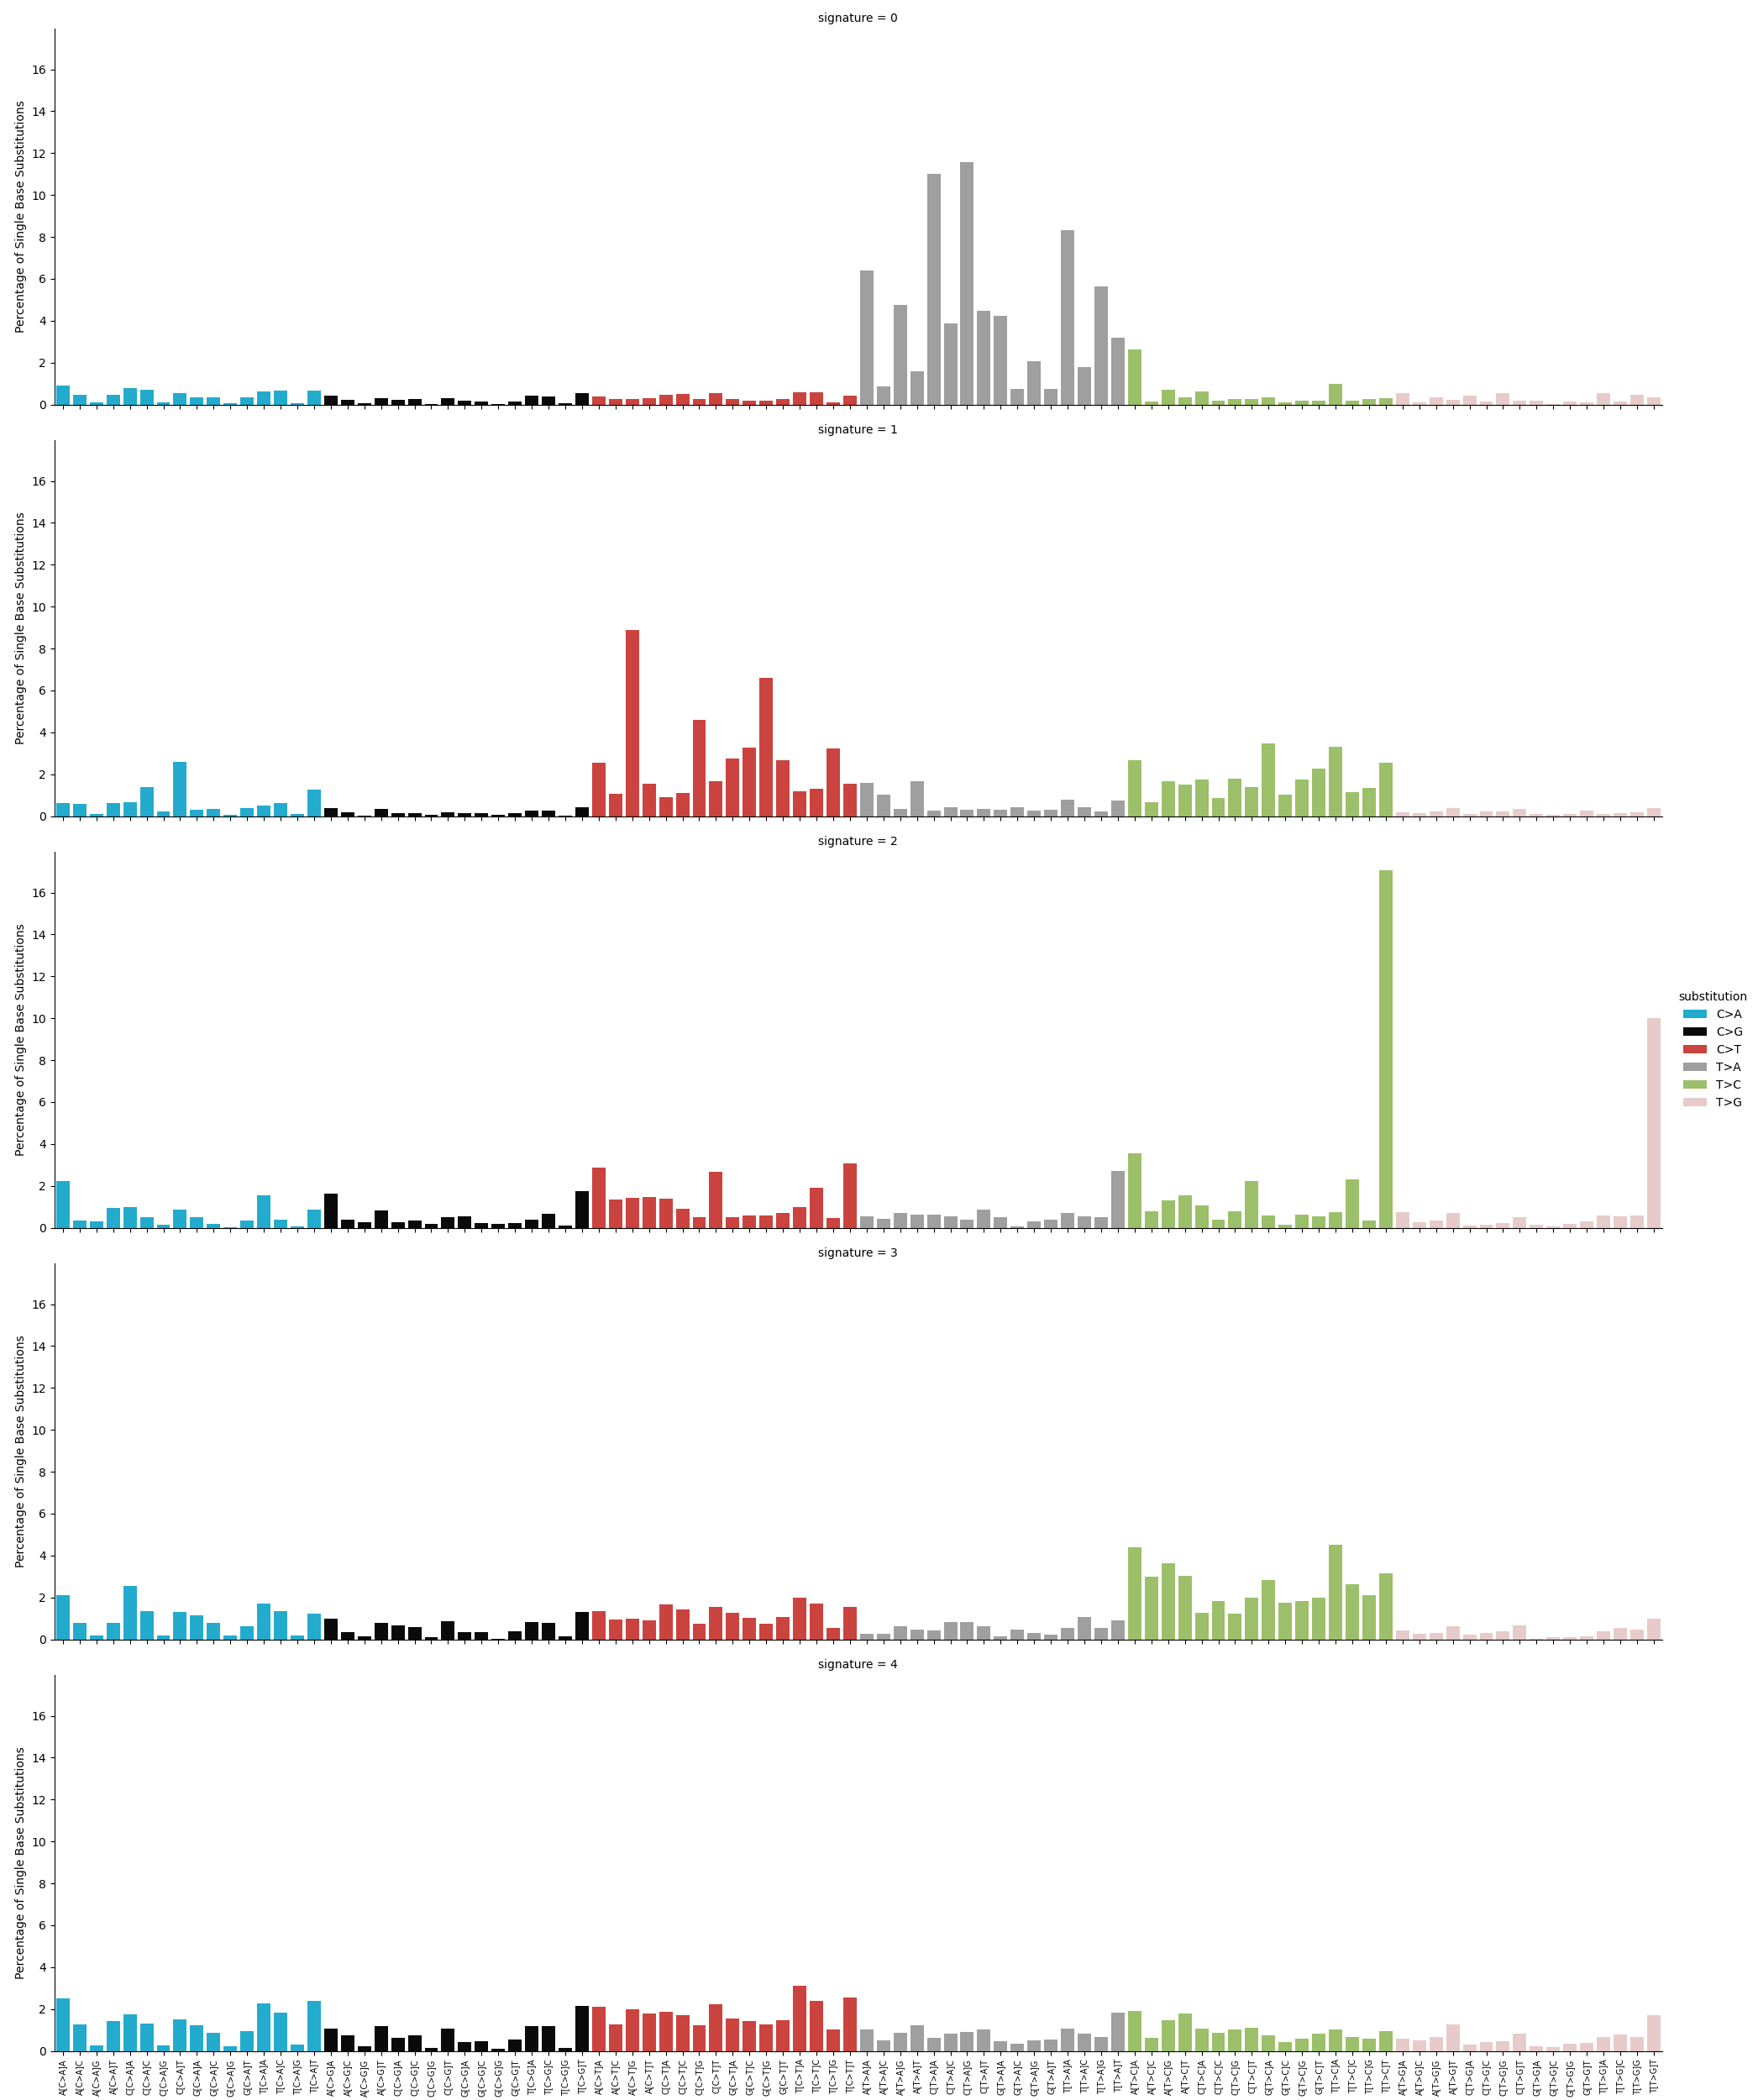 signature = 0
Percentage of Single Base Substitutions
16
14
12
10
8
6
4
2
0
signature = 1
Percentage of Single Base Substitutions
16
14
12
10
8
6
4
2
0
signature = 2
Percentage of Single Base Substitutions
16
14
12
10
8
6
4
2
0
substitution
C>A
C>G
C>T
T>A
T>C
T>G
signature = 3
Percentage of Single Base Substitutions
16
14
12
10
8
6
4
2
0
signature = 4
Percentage of Single Base Substitutions
16
14
12
10
8
6
4
2
0
A[C>A]A
A[C>A]C
A[C>A]G
A[C>A]T
C[C>A]A
C[C>A]C
C[C>A]G
C[C>A]T
G[C>A]A
G[C>A]C
G[C>A]G
G[C>A]T
T[C>A]A
T[C>A]C
T[C>A]G
T[C>A]T
A[C>G]A
A[C>G]C
A[C>G]G
A[C>G]T
C[C>G]A
C[C>G]C
C[C>G]G
C[C>G]T
G[C>G]A
G[C>G]C
G[C>G]G
G[C>G]T
T[C>G]A
T[C>G]C
T[C>G]G
T[C>G]T
A[C>T]A
A[C>T]C
A[C>T]G
A[C>T]T
C[C>T]A
C[C>T]C
C[C>T]G
C[C>T]T
G[C>T]A
G[C>T]C
G[C>T]G
G[C>T]T
T[C>T]A
T[C>T]C
T[C>T]G
T[C>T]T
A[T>A]A
A[T>A]C
A[T>A]G
A[T>A]T
C[T>A]A
C[T>A]C
C[T>A]G
C[T>A]T
G[T>A]A
G[T>A]C
G[T>A]G
G[T>A]T
T[T>A]A
T[T>A]C
T[T>A]G
T[T>A]T
A[T>C]A
A[T>C]C
A[T>C]G
A[T>C]T
C[T>C]A
C[T>C]C
C[T>C]G
C[T>C]T
G[T>C]A
G[T>C]C
G[T>C]G
G[T>C]T
T[T>C]A
T[T>C]C
T[T>C]G
T[T>C]T
A[T>G]A
A[T>G]C
A[T>G]G
A[T>G]T
C[T>G]A
C[T>G]C
C[T>G]G
C[T>G]T
G[T>G]A
G[T>G]C
G[T>G]G
G[T>G]T
T[T>G]A
T[T>G]C
T[T>G]G
T[T>G]T